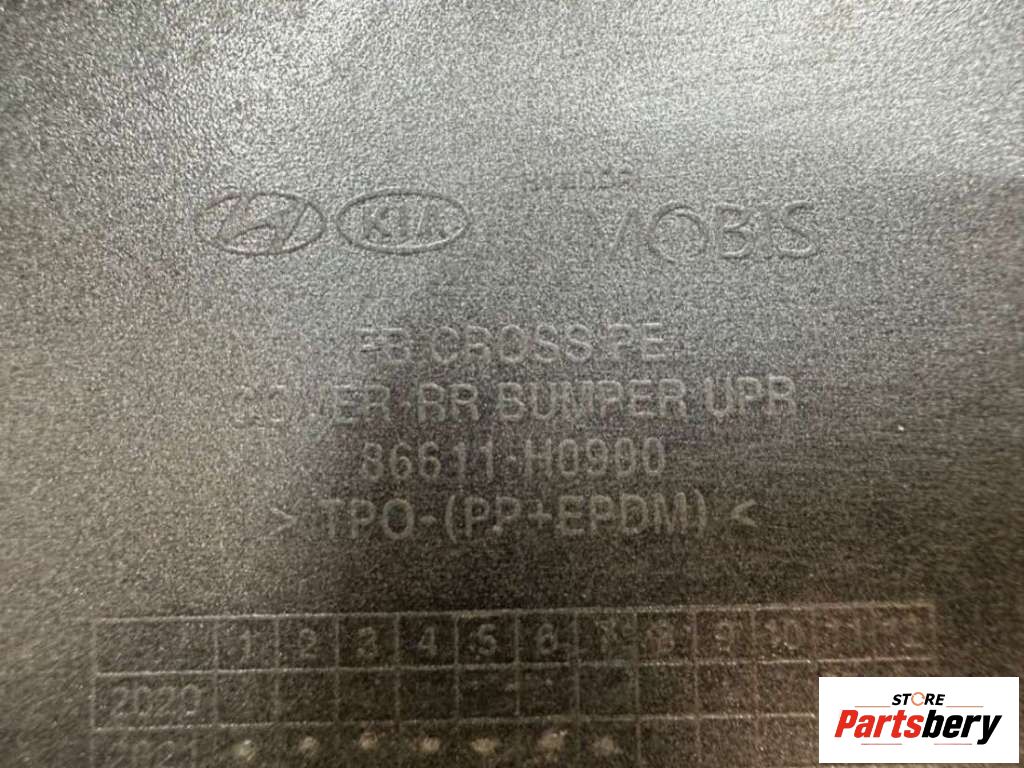 KIA
MOBIS
FB CROSS PE
COVER RR BUMPER UPR
86611-H0900
>TPO-(PP+EPDM)<
1 2 3 4 5 6 7 8 9 10 11 12
2020
2021
STORE
Partsbery